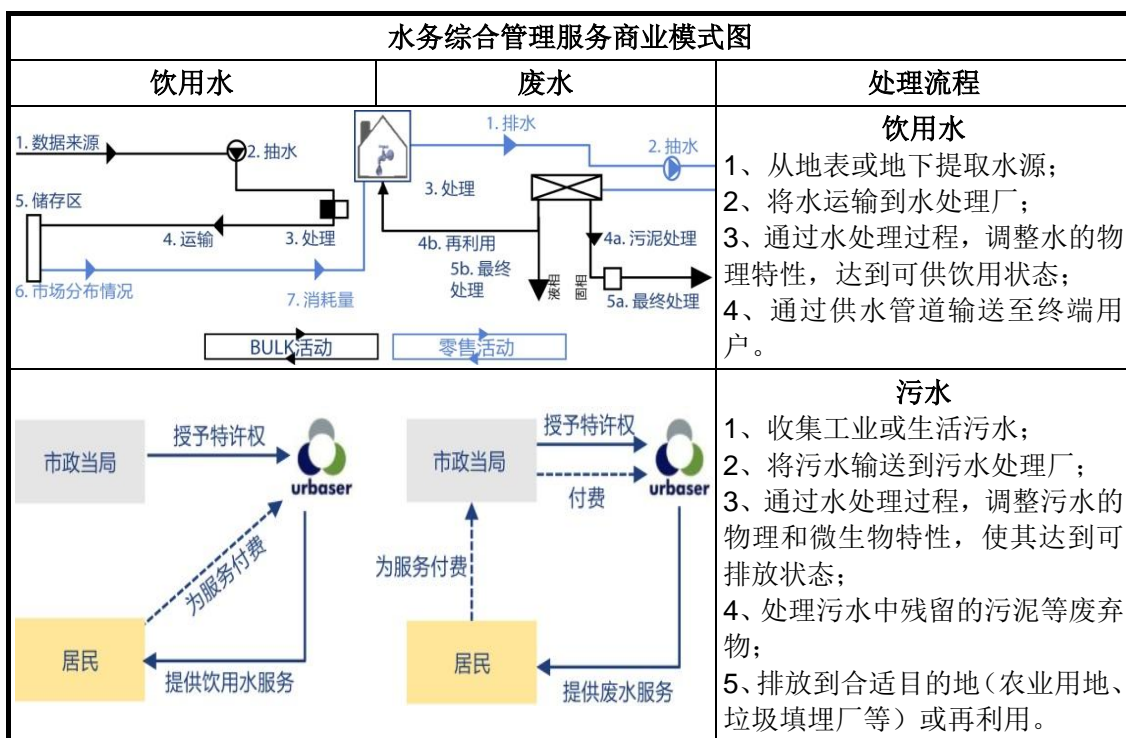 水务综合管理服务商业模式图
饮用水
废水
处理流程
1. 数据来源
2. 抽水
5. 储存区
4. 运输
3. 处理
6. 市场分布情况
7. 消耗量
1. 排水
2. 抽水
3. 处理
4b. 再利用
4a. 污泥处理
5b. 最终
处理
液相
固相
5a. 最终处理
BULK活动
零售活动
饮用水
1、从地表或地下提取水源；
2、将水运输到水处理厂；
3、通过水处理过程，调整水的物
理特性，达到可供饮用状态；
4、通过供水管道输送至终端用
户。
市政当局
授予特许权
urbaser
为服务付费
居民
提供饮用水服务
市政当局
授予特许权
付费
urbaser
为服务付费
居民
提供废水服务
污水
1、收集工业或生活污水；
2、将污水输送到污水处理厂；
3、通过水处理过程，调整污水的
物理和微生物特性，使其达到可
排放状态；
4、处理污水中残留的污泥等废弃
物；
5、排放到合适目的地（农业用地、
垃圾填埋厂等）或再利用。